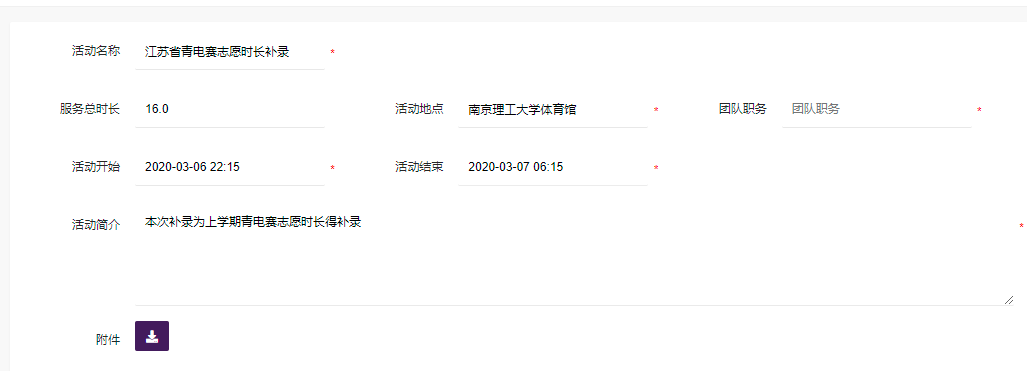 活动名称 江苏省青电赛志愿时长补录 *
服务总时长 16.0 活动地点 南京理工大学体育馆 * 团队职务 团队职务 *
活动开始 2020-03-06 22:15 * 活动结束 2020-03-07 06:15 *
活动简介 本次补录为上学期青电赛志愿时长得补录 *
附件